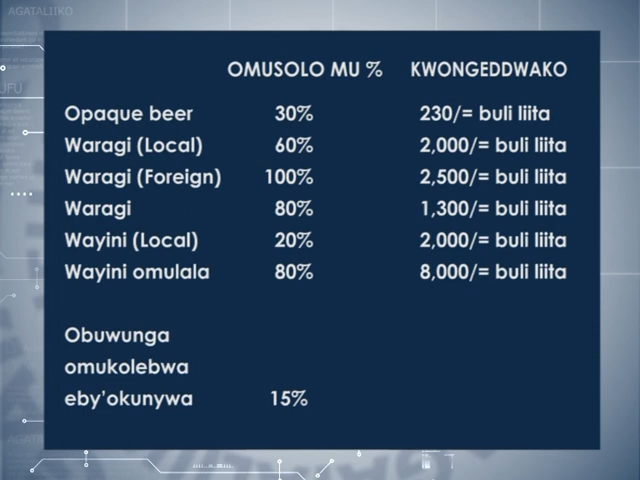 AGATALIIKO
UFU
OMUSOLO MU % KWONGEDDWAKO
Opaque beer 30% 230/= buli liita
Waragi (Local) 60% 2,000/= buli liita
Waragi (Foreign) 100% 2,500/= buli liita
Waragi 80% 1,300/= buli liita
Wayini (Local) 20% 2,000/= buli liita
Wayini omulala 80% 8,000/= buli liita
Obuwunga
omukolebwa
eby'okunywa 15%